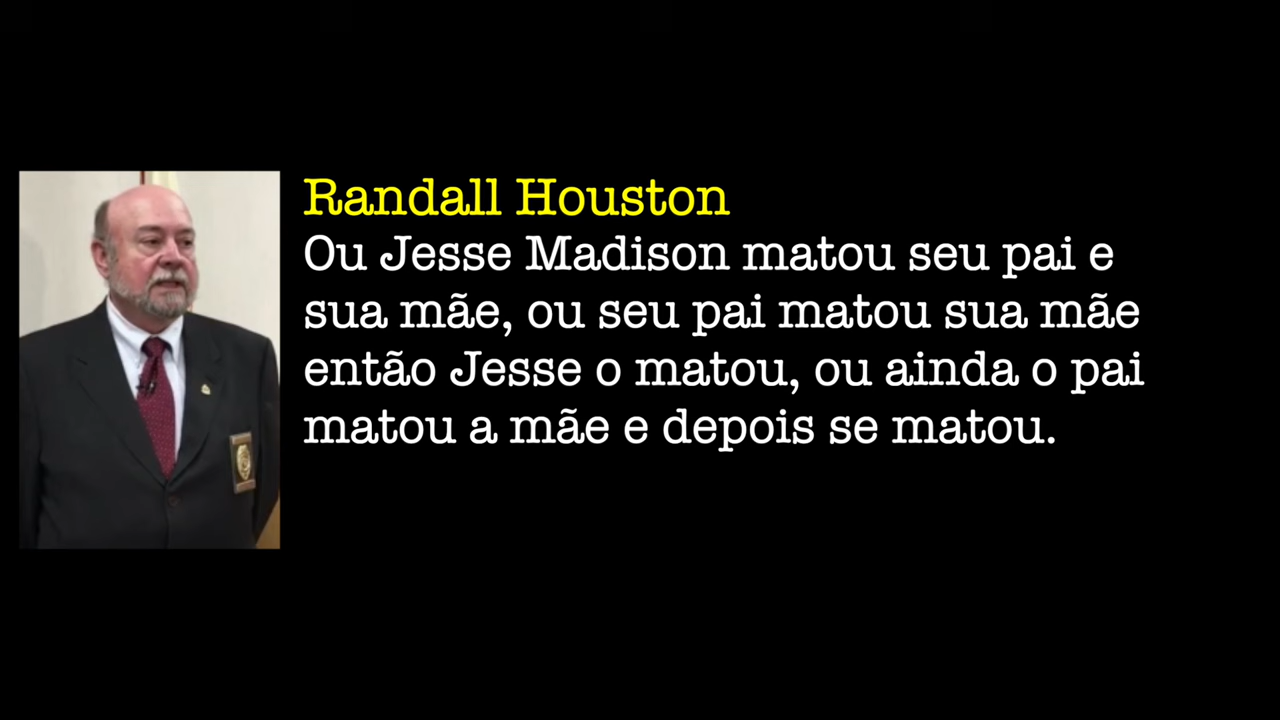 Randall Houston
Ou Jesse Madison matou seu pai e
sua mãe, ou seu pai matou sua mãe
então Jesse o matou, ou ainda o pai
matou a mãe e depois se matou.